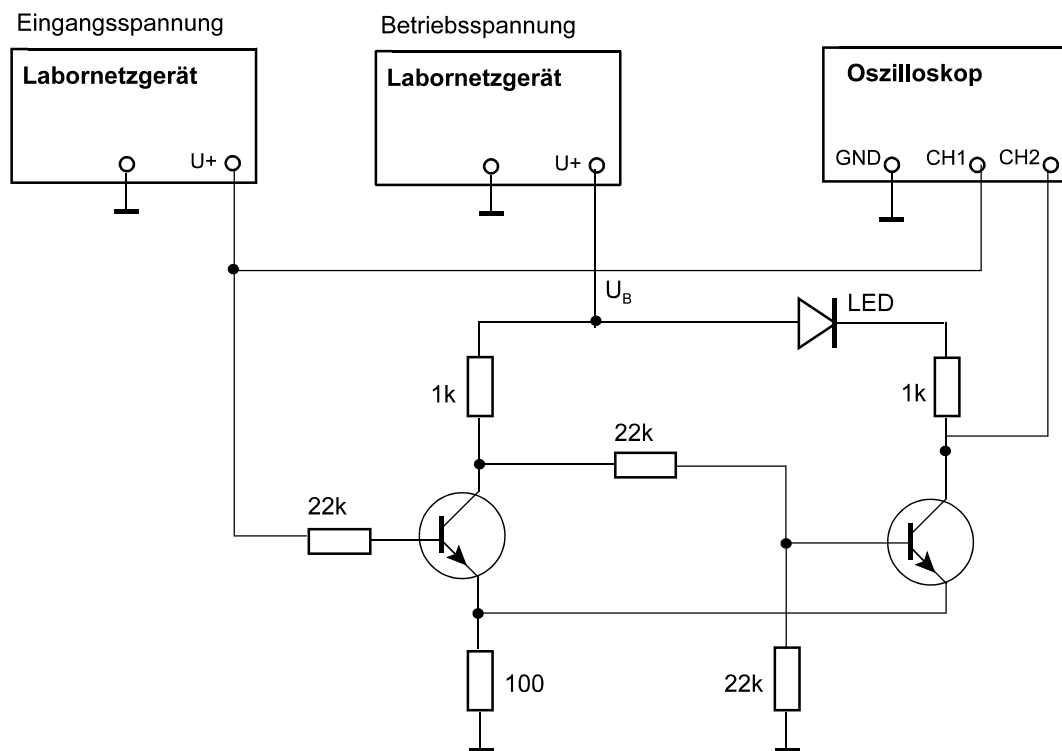 Eingangsspannung
Betriebsspannung
Labornetzgerät
Labornetzgerät
Oszilloskop
U+
U+
GND
CH1
CH2
U_B
LED
1k
1k
22k
22k
100
22k